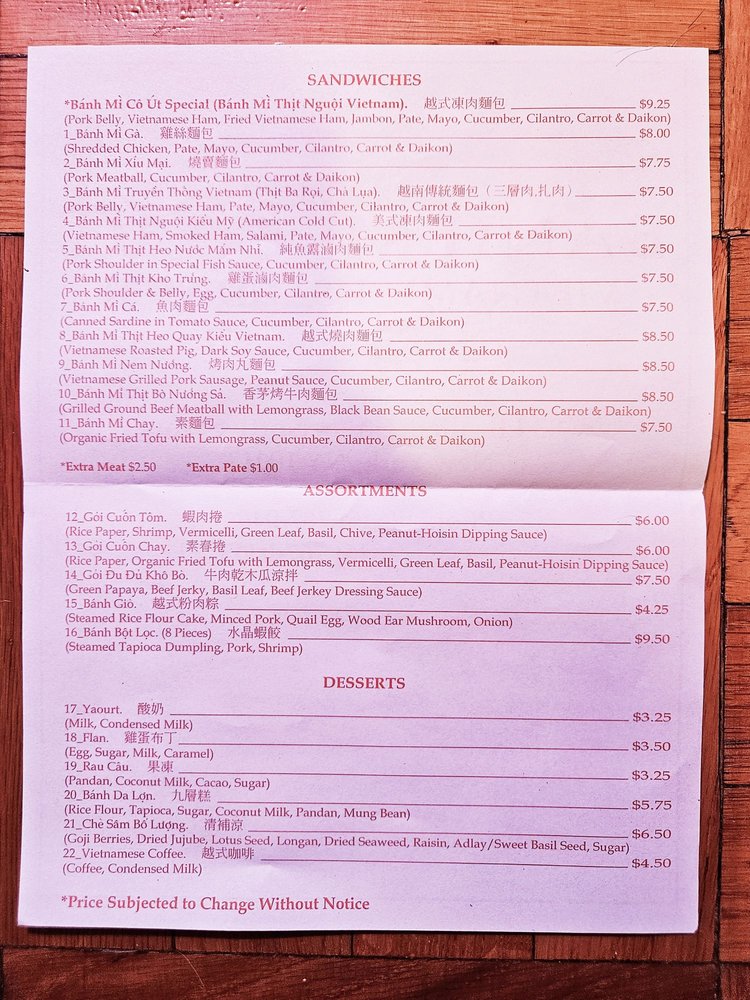 SANDWICHES
*Bánh Mì Cô Út Special (Bánh Mì Thịt Nguội Vietnam). 越式凍肉麵包 $9.25
(Pork Belly, Vietnamese Ham, Fried Vietnamese Ham, Jambon, Pate, Mayo, Cucumber, Cilantro, Carrot & Daikon)
1_Bánh Mì Gà. 雞絲麵包 $8.00
(Shredded Chicken, Pate, Mayo, Cucumber, Cilantro, Carrot & Daikon)
2_Bánh Mì Xíu Mại. 燒賣麵包 $7.75
(Pork Meatball, Cucumber, Cilantro, Carrot & Daikon)
3_Bánh Mì Truyền Thông Vietnam (Thịt Ba Rọi, Chả Lụa). 越南傳統麵包（三層肉,扎肉） $7.50
(Pork Belly, Vietnamese Ham, Pate, Mayo, Cucumber, Cilantro, Carrot & Daikon)
4_Bánh Mì Thịt Nguội Kiểu Mỹ (American Cold Cut). 美式凍肉麵包 $7.50
(Vietnamese Ham, Smoked Ham, Salami, Pate, Mayo, Cucumber, Cilantro, Carrot & Daikon)
5_Bánh Mì Thịt Heo Nước Mắm Nhỉ. 純魚露滷肉麵包 $7.50
(Pork Shoulder in Special Fish Sauce, Cucumber, Cilantro, Carrot & Daikon)
6_Bánh Mì Thịt Kho Trứng. 雞蛋滷肉麵包 $7.50
(Pork Shoulder & Belly, Egg, Cucumber, Cilantro, Carrot & Daikon)
7_Bánh Mì Cá. 魚肉麵包 $7.50
(Canned Sardine in Tomato Sauce, Cucumber, Cilantro, Carrot & Daikon)
8_Bánh Mì Thịt Heo Quay Kiểu Vietnam. 越式燒肉麵包 $8.50
(Vietnamese Roasted Pig, Dark Soy Sauce, Cucumber, Cilantro, Carrot & Daikon)
9_Bánh Mì Nem Nướng. 烤肉丸麵包 $8.50
(Vietnamese Grilled Pork Sausage, Peanut Sauce, Cucumber, Cilantro, Carrot & Daikon)
10_Bánh Mì Thịt Bò Nướng Sả. 香茅烤牛肉麵包 $8.50
(Grilled Ground Beef Meatball with Lemongrass, Black Bean Sauce, Cucumber, Cilantro, Carrot & Daikon)
11_Bánh Mì Chay. 素麵包 $7.50
(Organic Fried Tofu with Lemongrass, Cucumber, Cilantro, Carrot & Daikon)
*Extra Meat $2.50 *Extra Pate $1.00
ASSORTMENTS
12_Gỏi Cuốn Tôm. 蝦肉捲 $6.00
(Rice Paper, Shrimp, Vermicelli, Green Leaf, Basil, Chive, Peanut-Hoisin Dipping Sauce)
13_Gỏi Cuốn Chay. 素春捲 $6.00
(Rice Paper, Organic Fried Tofu with Lemongrass, Vermicelli, Green Leaf, Basil, Peanut-Hoisin Dipping Sauce)
14_Gỏi Đu Đủ Khô Bò. 牛肉乾木瓜涼拌 $7.50
(Green Papaya, Beef Jerky, Basil Leaf, Beef Jerkey Dressing Sauce)
15_Bánh Giò. 越式粉肉粽 $4.25
(Steamed Rice Flour Cake, Minced Pork, Quail Egg, Wood Ear Mushroom, Onion)
16_Bánh Bột Lọc. (8 Pieces) 水晶蝦餃 $9.50
(Steamed Tapioca Dumpling, Pork, Shrimp)
DESSERTS
17_Yaourt. 酸奶 $3.25
(Milk, Condensed Milk)
18_Flan. 雞蛋布丁 $3.50
(Egg, Sugar, Milk, Caramel)
19_Rau Câu. 果凍 $3.25
(Pandan, Coconut Milk, Cacao, Sugar)
20_Bánh Da Lợn. 九層糕 $5.75
(Rice Flour, Tapioca, Sugar, Coconut Milk, Pandan, Mung Bean)
21_Chè Sâm Bổ Lượng. 清補涼 $6.50
(Goji Berries, Dried Jujube, Lotus Seed, Longan, Dried Seaweed, Raisin, Adlay/Sweet Basil Seed, Sugar)
22_Vietnamese Coffee. 越式咖啡 $4.50
(Coffee, Condensed Milk)
*Price Subjected to Change Without Notice